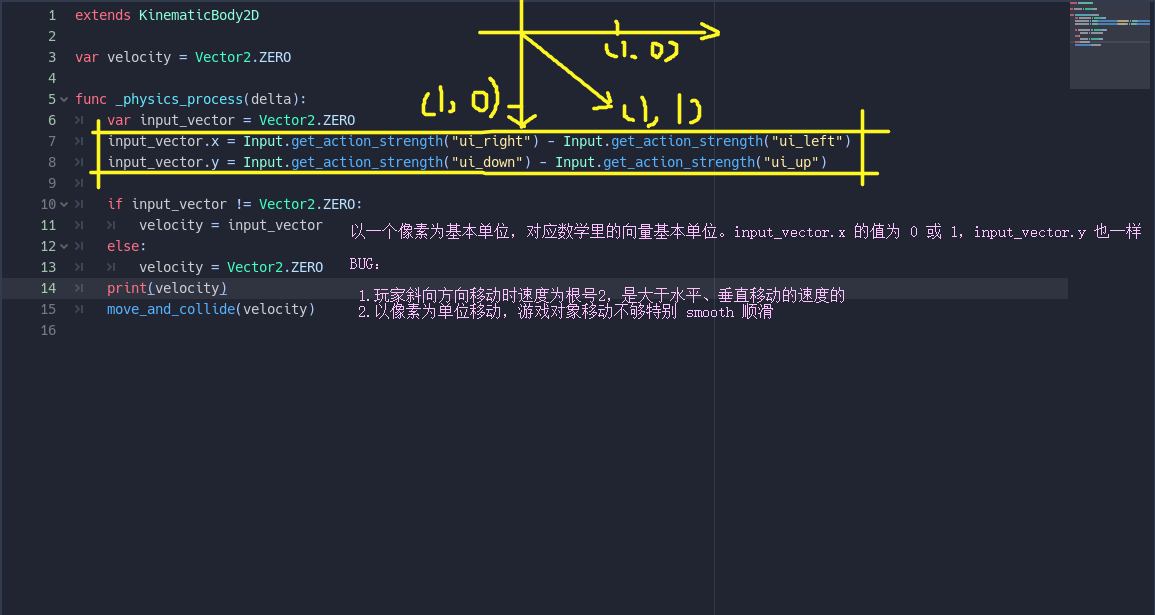 1 extends KinematicBody2D
2
3 var velocity = Vector2.ZERO
4
5 func _physics_process(delta):
6 var input_vector = Vector2.ZERO
7 input_vector.x = Input.get_action_strength("ui_right") - Input.get_action_strength("ui_left")
8 input_vector.y = Input.get_action_strength("ui_down") - Input.get_action_strength("ui_up")
9
10 if input_vector != Vector2.ZERO:
11 velocity = input_vector
12 else:
13 velocity = Vector2.ZERO
14 print(velocity)
15 move_and_collide(velocity)
16
(1, 0)
(1, 0)
(1, 1)
以一个像素为基本单位，对应数学里的向量基本单位。input_vector.x 的值为 0 或 1，input_vector.y 也一样
BUG：
1.玩家斜向方向移动时速度为根号2，是大于水平、垂直移动的速度的
2.以像素为单位移动，游戏对象移动不够特别 smooth 顺滑